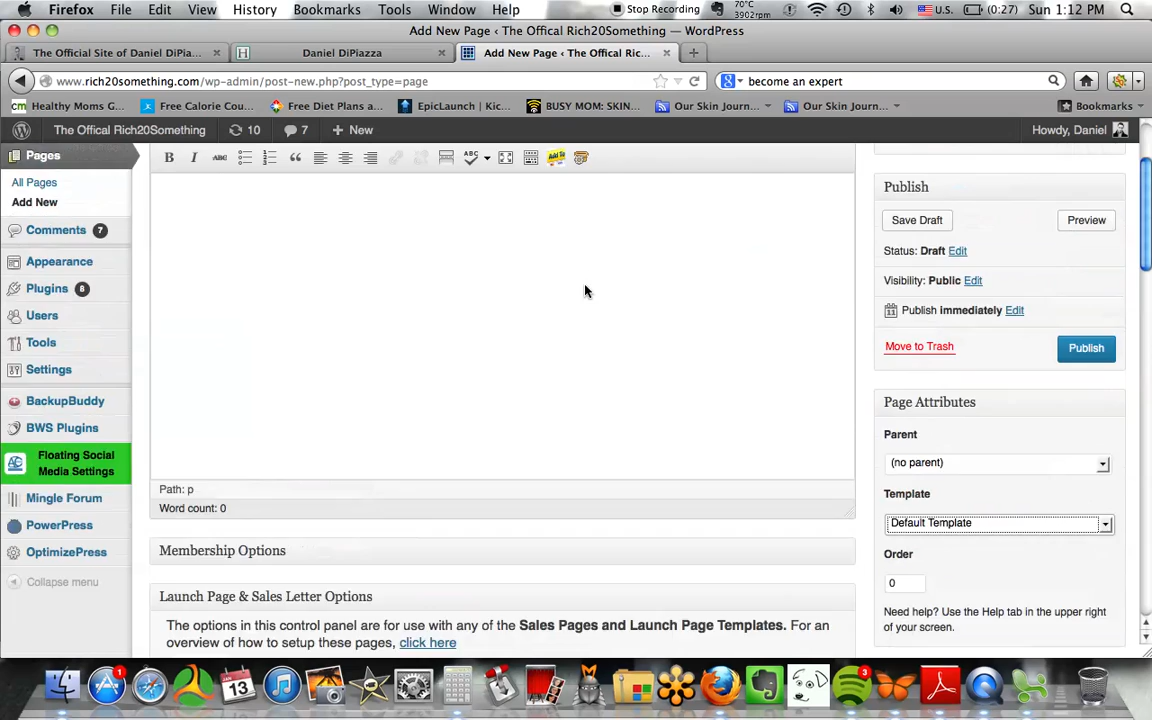 Firefox File Edit View History Bookmarks Tools Window Help Stop Recording 70°C 3902rpm U.S. (0:27) Sun 1:12 PM
Add New Page ‹ The Offical Rich20Something — WordPress
The Official Site of Daniel DiPia... Daniel DiPiazza Add New Page ‹ The Offical Ric...
www.rich20something.com/wp-admin/post-new.php?post_type=page become an expert
Healthy Moms G... Free Calorie Cou... Free Diet Plans a... EpicLaunch | Kic... BUSY MOM: SKIN... Our Skin Journ... Our Skin Journ... Bookmarks
The Offical Rich20Something 10 7 + New Howdy, Daniel
Pages
All Pages
Add New
Comments 7
Appearance
Plugins 8
Users
Tools
Settings
BackupBuddy
BWS Plugins
Floating Social
Media Settings
Mingle Forum
PowerPress
OptimizePress
Collapse menu
B I ABC ABC
Path: p
Word count: 0
Membership Options
Launch Page & Sales Letter Options
The options in this control panel are for use with any of the Sales Pages and Launch Page Templates. For an
overview of how to setup these pages, click here
Publish
Save Draft Preview
Status: Draft Edit
Visibility: Public Edit
Publish immediately Edit
Move to Trash Publish
Page Attributes
Parent
(no parent)
Template
Default Template
Order
0
Need help? Use the Help tab in the upper right
of your screen.